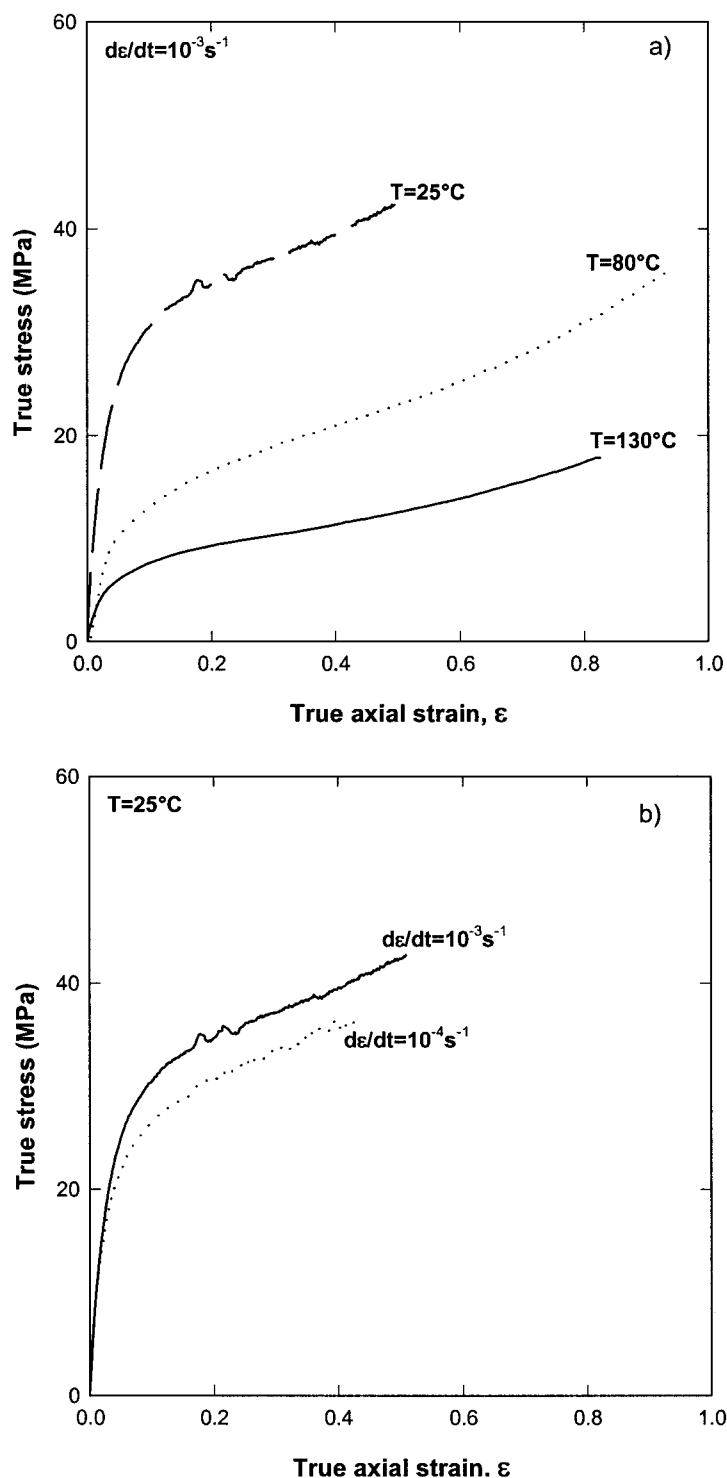 60
dε/dt=10⁻³s⁻¹
a)
T=25°C
40
T=80°C
True stress (MPa)
20
T=130°C
0
0.0 0.2 0.4 0.6 0.8 1.0
True axial strain, ε
60
T=25°C
b)
dε/dt=10⁻³s⁻¹
40
dε/dt=10⁻⁴s⁻¹
True stress (MPa)
20
0
0.0 0.2 0.4 0.6 0.8 1.0
True axial strain. ε